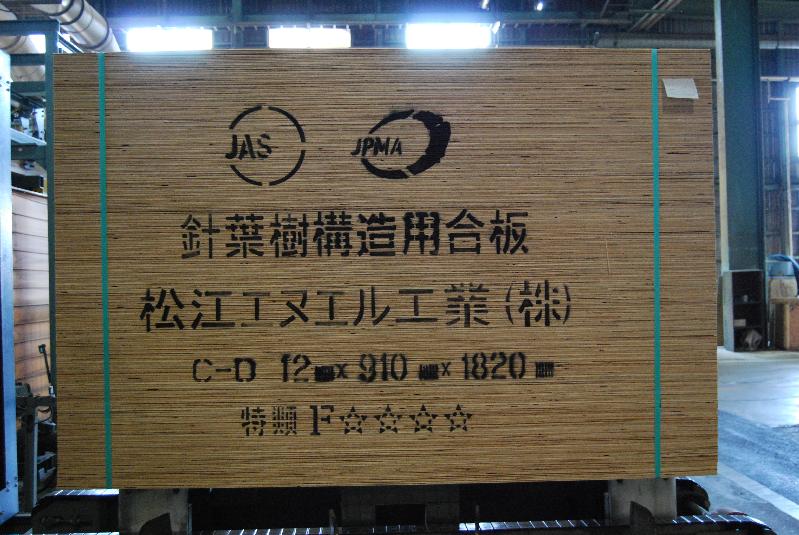 JAS JPMA
針葉樹構造用合板
松江エヌエル工業(株)
C-D 12㎜x 910㎜x 1820㎜
特類 F☆☆☆☆